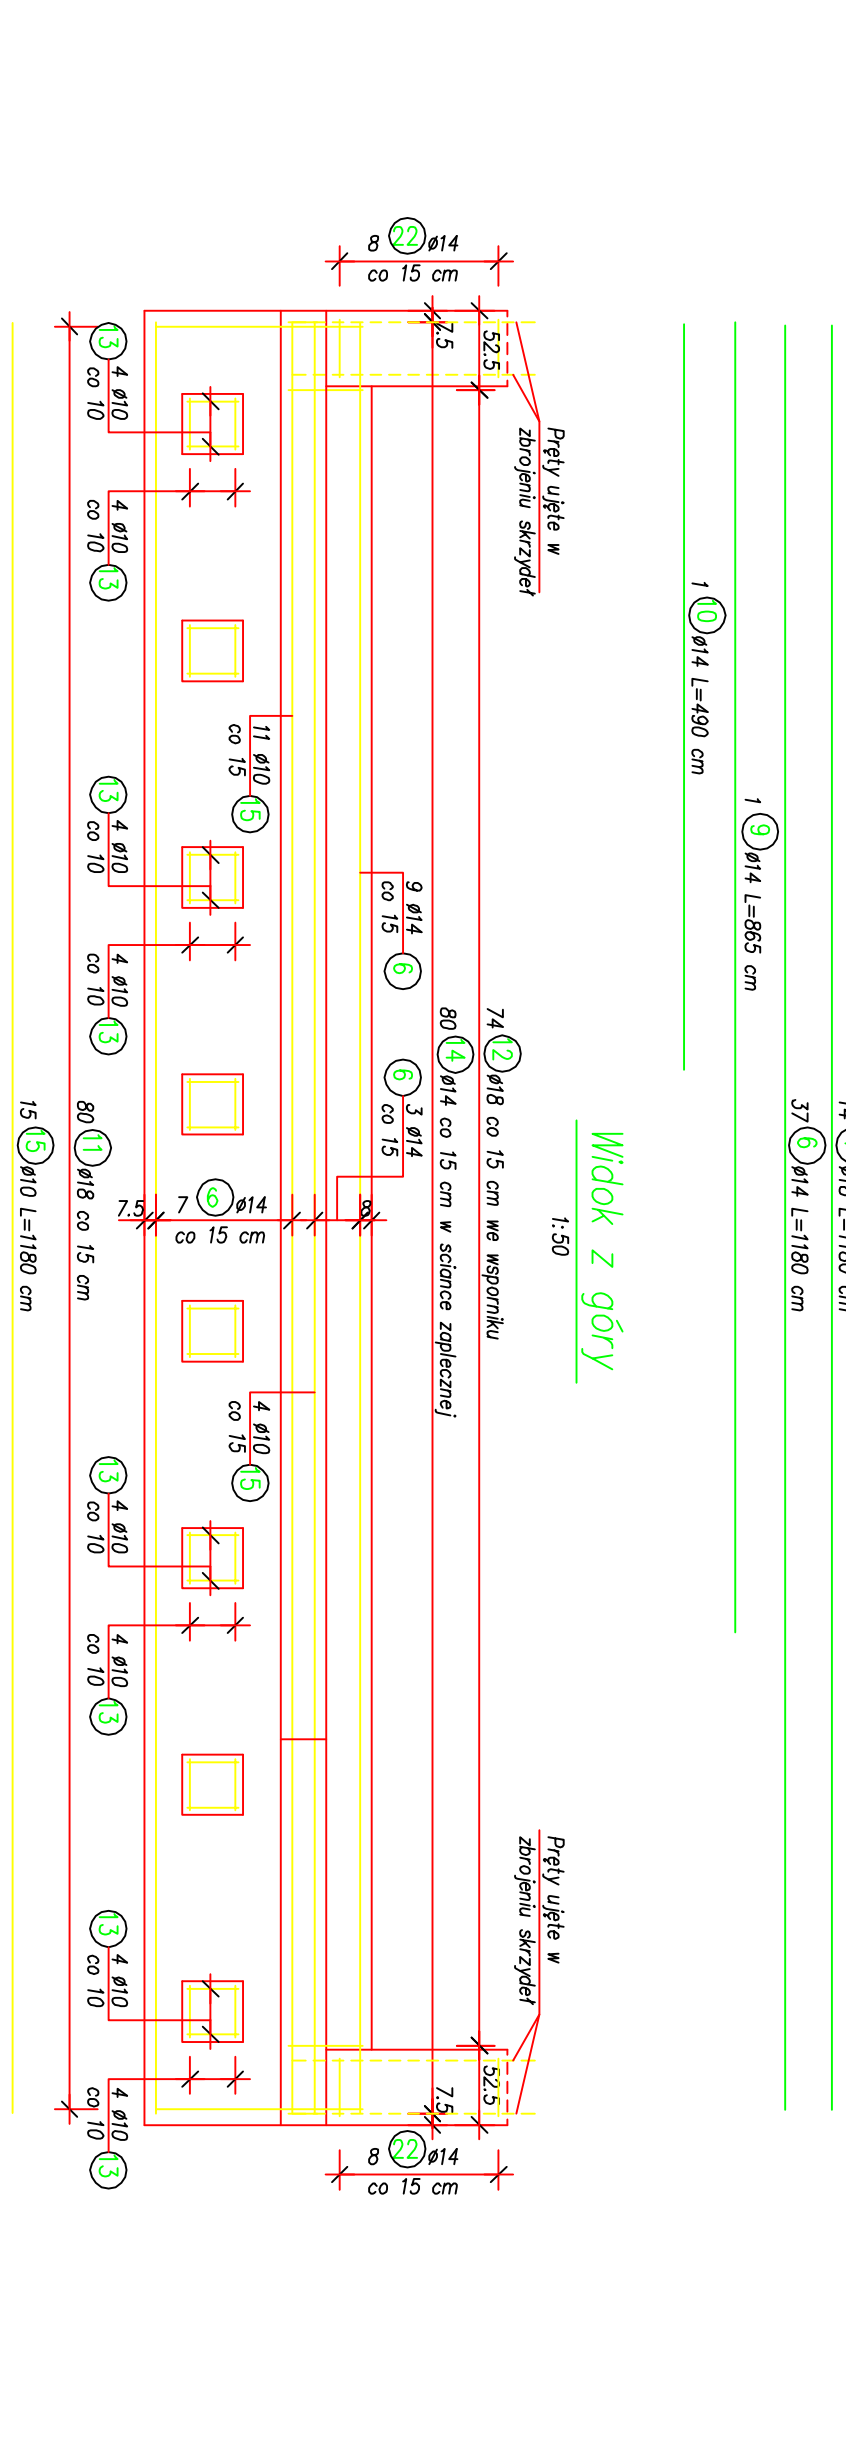 8 22 ø14
co 15 cm
7.5
52.5
Pręty ujęte w
zbrojeniu skrzydeł
13
4 ø10
co 10
4 ø10
co 10
13
1 10 ø14 L=490 cm
11 ø10
co 15
15
13
4 ø10
co 10
1 9 ø14 L=865 cm
9 ø14
co 15
6
4 ø10
co 10
13
74 12 ø18 co 15 cm we wsporniku
80 14 ø14 co 15 cm w sciance zaplecznej
6
3 ø14
co 15
Widok z góry
1:50
37 6 ø14 L=1180 cm
80 11 ø18 co 15 cm
15 15 ø10 L=1180 cm
7.5
7 6 ø14
co 15 cm
8
4 ø10
co 15
15
13
4 ø10
co 10
4 ø10
co 10
13
Pręty ujęte w
zbrojeniu skrzydeł
13
4 ø10
co 10
4 ø10
co 10
13
52.5
7.5
8 22 ø14
co 15 cm